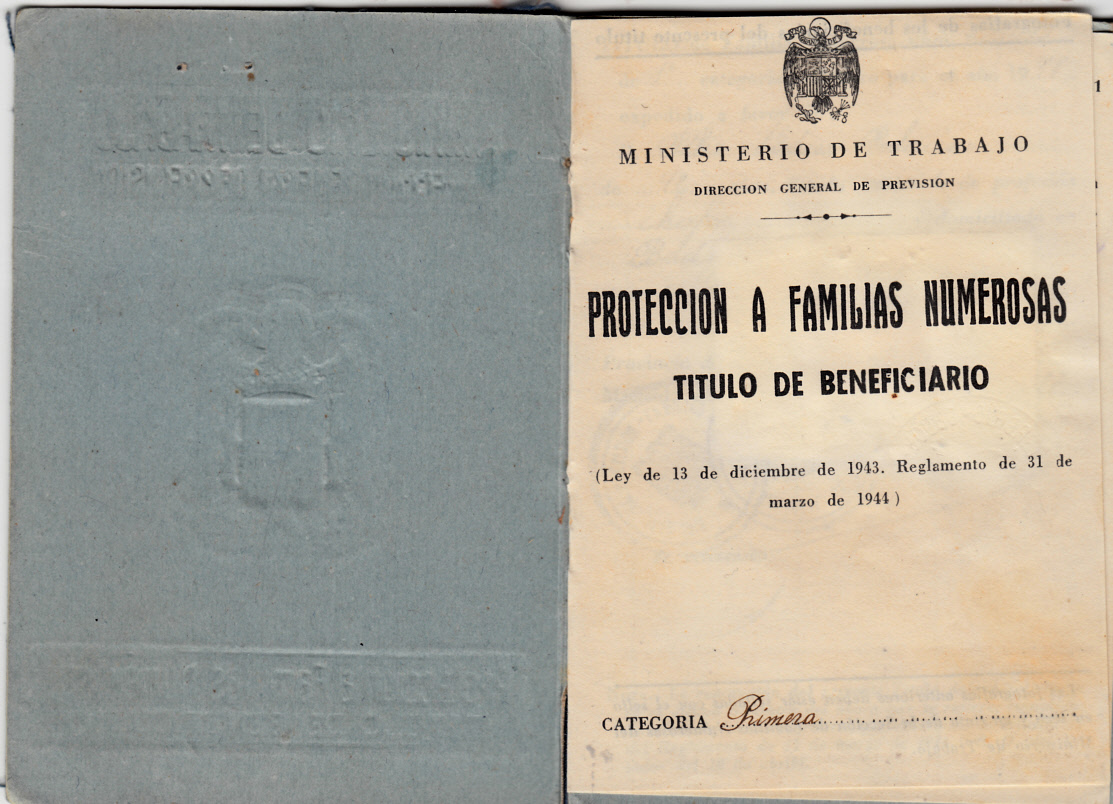 MINISTERIO DE TRABAJO
DIRECCION GENERAL DE PREVISION
PROTECCION A FAMILIAS NUMEROSAS
TITULO DE BENEFICIARIO
(Ley de 13 de diciembre de 1943. Reglamento de 31 de
marzo de 1944)
CATEGORIA Primera